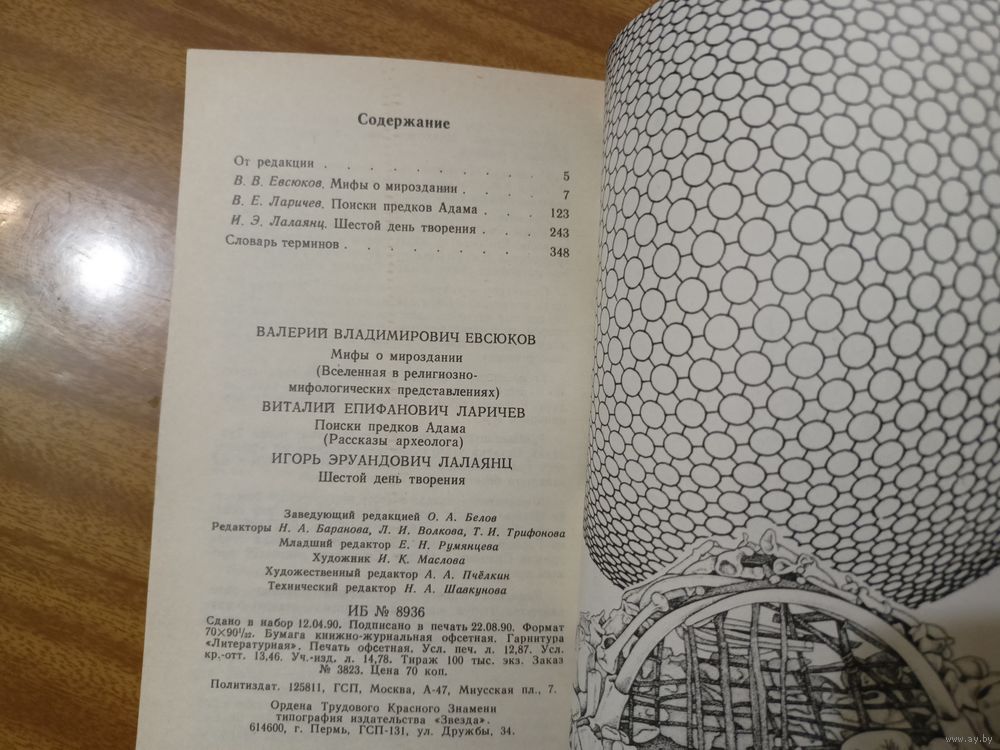 Содержание
От редакции . . . . . . . . 5
В. В. Евсюков. Мифы о мироздании . . . . 7
В. Е. Ларичев. Поиски предков Адама . . . 123
И. Э. Лалаянц. Шестой день творения . . . 243
Словарь терминов . . . . . . . 348
ВАЛЕРИЙ ВЛАДИМИРОВИЧ ЕВСЮКОВ
Мифы о мироздании
(Вселенная в религиозно-
мифологических представлениях)
ВИТАЛИЙ ЕПИФАНОВИЧ ЛАРИЧЕВ
Поиски предков Адама
(Рассказы археолога)
ИГОРЬ ЭРУАНДОВИЧ ЛАЛАЯНЦ
Шестой день творения
Заведующий редакцией О. А. Белов
Редакторы Н. А. Баранова, Л. И. Волкова, Т. И. Трифонова
Младший редактор Е. Н. Румянцева
Художник И. К. Маслова
Художественный редактор А. А. Пчёлкин
Технический редактор Н. А. Шавкунова
ИБ № 8936
Сдано в набор 12.04.90. Подписано в печать 22.08.90. Формат
70×90¹/₃₂. Бумага книжно-журнальная офсетная. Гарнитура
«Литературная». Печать офсетная. Усл. печ. л. 12,87. Усл.
кр.-отт. 13,46. Уч.-изд. л. 14,78. Тираж 100 тыс. экз. Заказ
№ 3823. Цена 70 коп.
Политиздат. 125811, ГСП, Москва, А-47, Миусская пл., 7.
Ордена Трудового Красного Знамени
типография издательства «Звезда».
614600, г. Пермь, ГСП-131, ул. Дружбы, 34.
www.ay.by